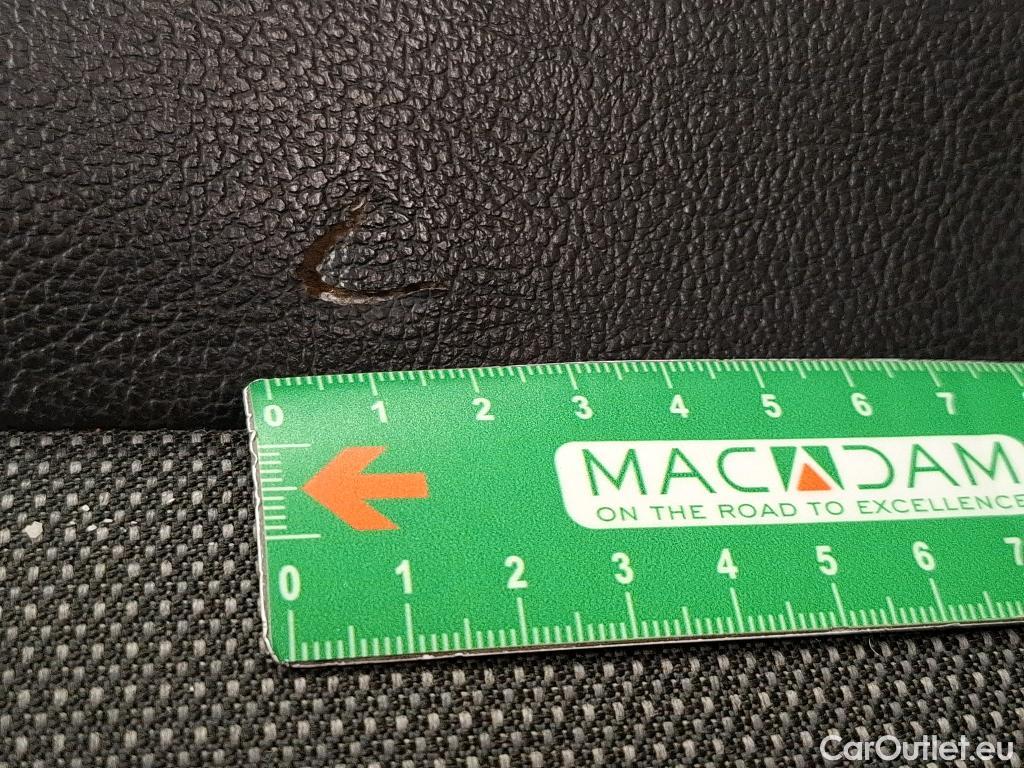 0 1 2 3 4 5 6 7
MACADAM
ON THE ROAD TO EXCELLENCE
0 1 2 3 4 5 6 7
CarOutlet.eu